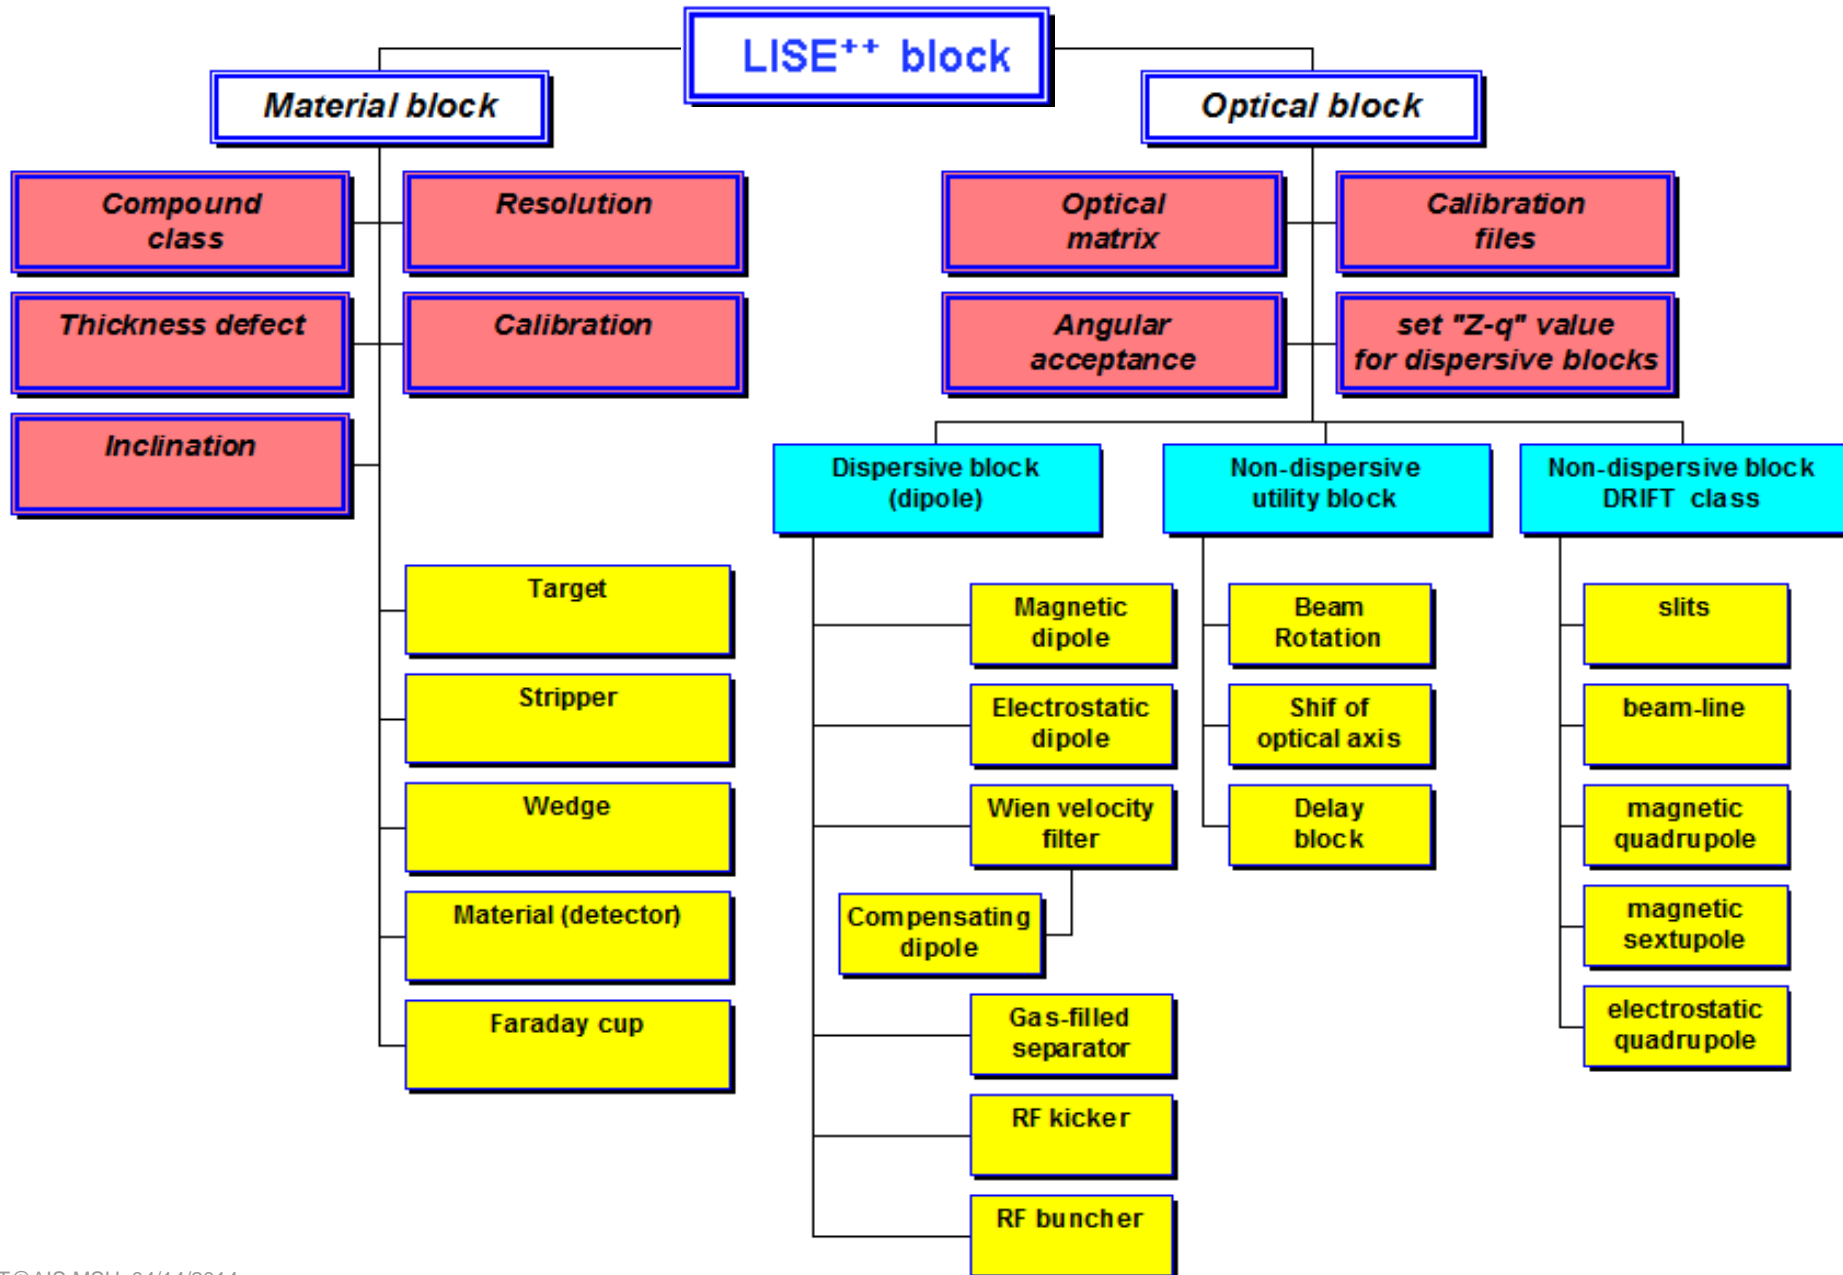 LISE++ block
Material block
Optical block
Compound
class
Resolution
Thickness defect
Calibration
Inclination
Target
Stripper
Wedge
Material (detector)
Faraday cup
Optical
matrix
Calibration
files
Angular
acceptance
set "Z-q" value
for dispersive blocks
Dispersive block
(dipole)
Magnetic
dipole
Electrostatic
dipole
Wien velocity
filter
Compensating
dipole
Gas-filled
separator
RF kicker
RF buncher
Non-dispersive
utility block
Beam
Rotation
Shif of
optical axis
Delay
block
Non-dispersive block
DRIFT class
slits
beam-line
magnetic
quadrupole
magnetic
sextupole
electrostatic
quadrupole